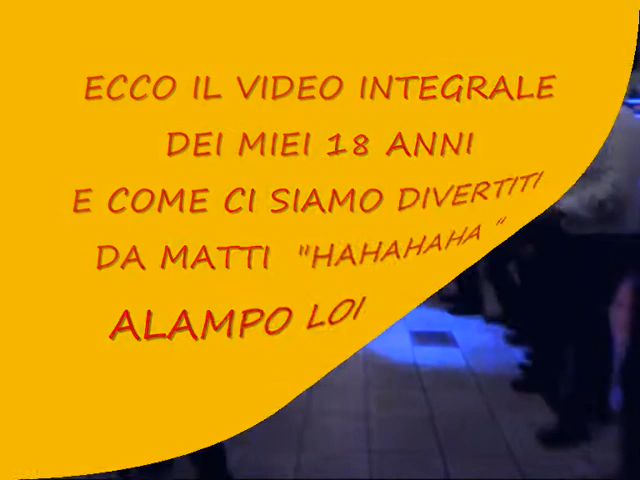 ECCO IL VIDEO INTEGRALE
DEI MIEI 18 ANNI
E COME CI SIAMO DIVERTITI
DA MATTI "HAHAHAHA "
ALAMPO LOI